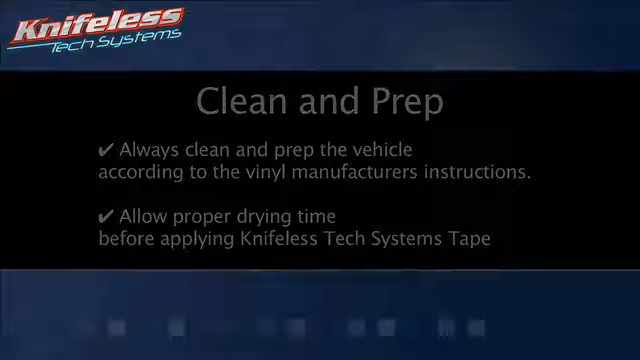 Knifeless
Tech Systems
Clean and Prep
✔ Always clean and prep the vehicle
according to the vinyl manufacturers instructions.
✔ Allow proper drying time
before applying Knifeless Tech Systems Tape